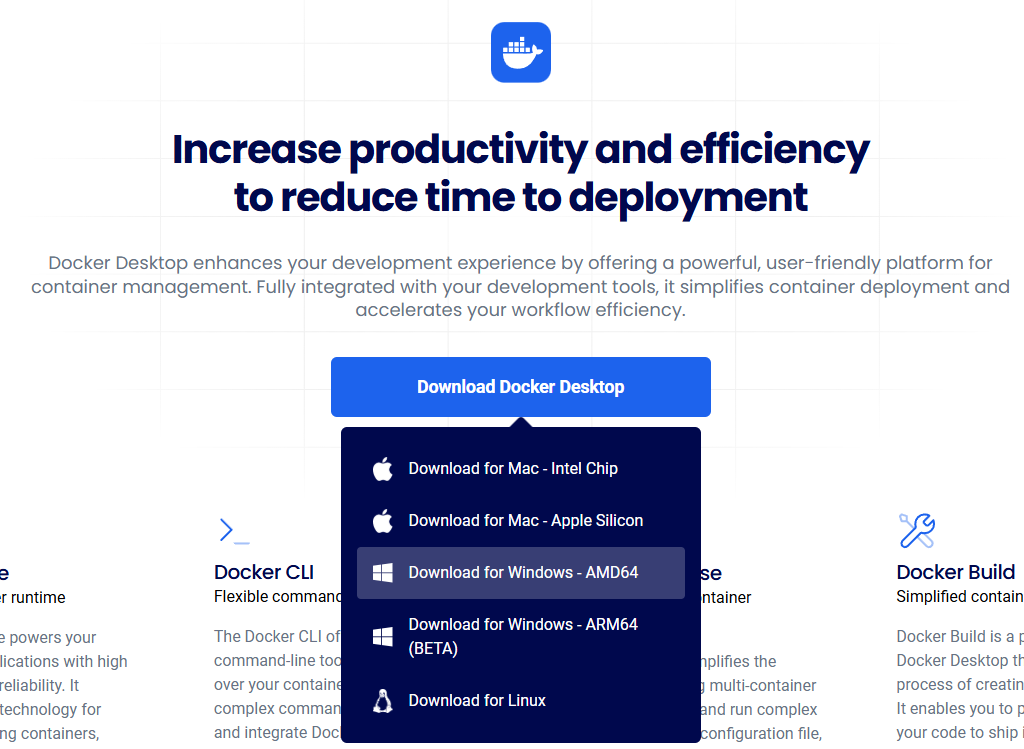 Increase productivity and efficiency
to reduce time to deployment
Docker Desktop enhances your development experience by offering a powerful, user-friendly platform for
container management. Fully integrated with your development tools, it simplifies container deployment and
accelerates your workflow efficiency.
Download Docker Desktop
Download for Mac - Intel Chip
Download for Mac - Apple Silicon
Download for Windows - AMD64
Download for Windows - ARM64
(BETA)
Download for Linux
e
r runtime
e powers your
lications with high
reliability. It
technology for
ng containers,
Docker CLI
Flexible command
The Docker CLI of
command-line too
over your containe
complex comman
and integrate Doc
se
ntainer
nplifies the
g multi-container
and run complex
configuration file,
Docker Build
Simplified contain
Docker Build is a p
Docker Desktop th
process of creatin
It enables you to p
your code to ship i